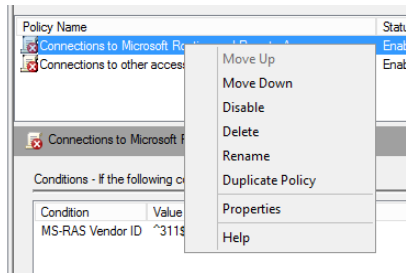 Policy Name
Statu
Connections to Microsoft
Enab
Connections to other access
Enab
Move Up
Move Down
Disable
Delete
Rename
Duplicate Policy
Properties
Help
Connections to Microsoft
Conditions - If the following
Condition
Value
MS-RAS Vendor ID
^311$